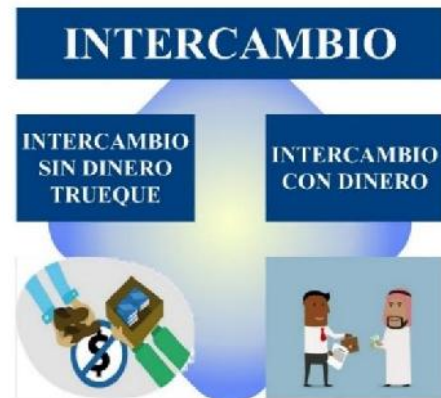 INTERCAMBIO
INTERCAMBIO
SIN DINERO
TRUEQUE
INTERCAMBIO
CON DINERO
$